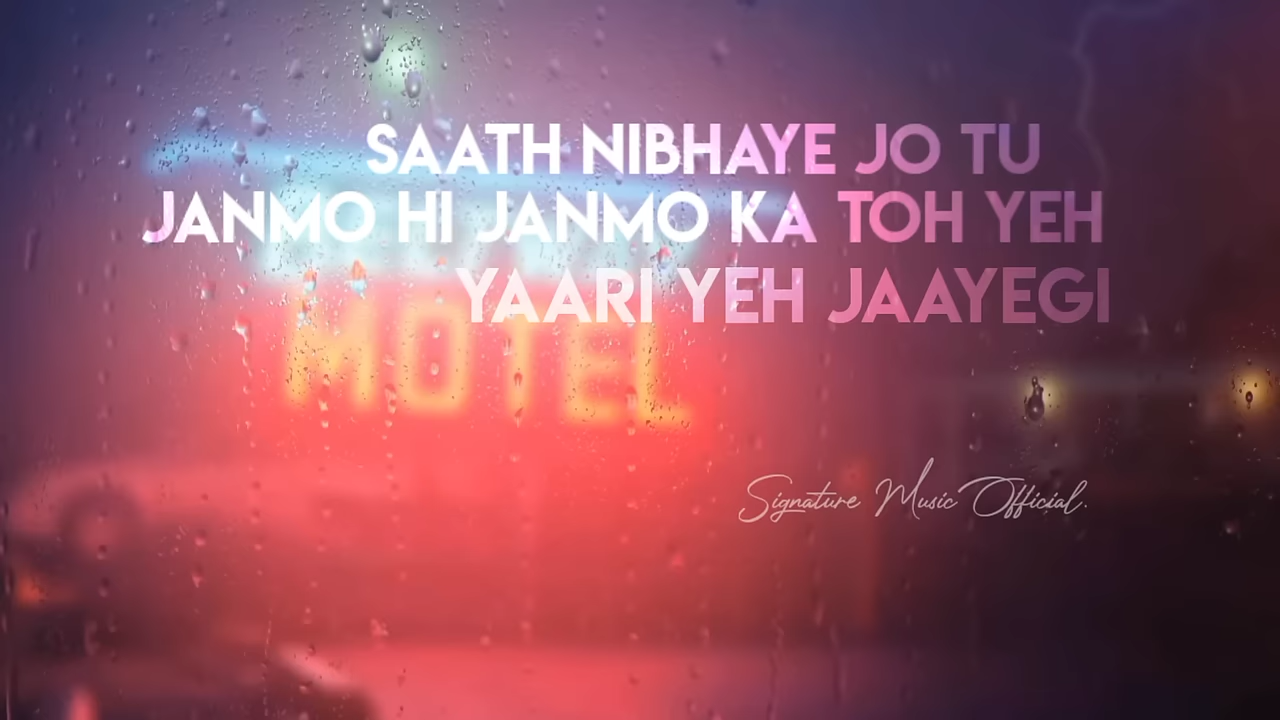 SAATH NIBHAYE JO TU
JANMO HI JANMO KA TOH YEH
YAARI YEH JAAYEGI
MOTEL
Signature Music Official.